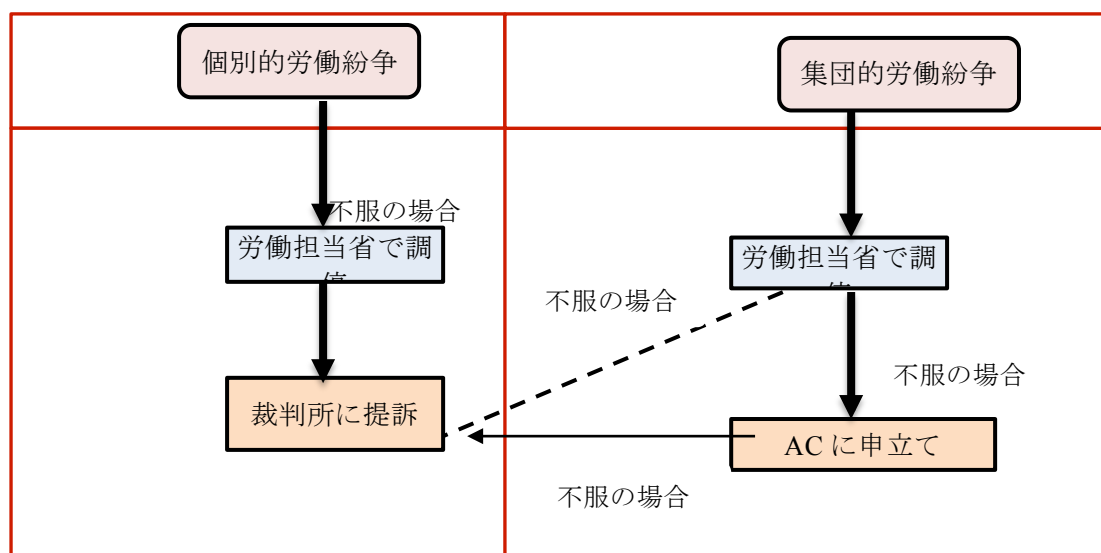 個別的労働紛争
集団的労働紛争
不服の場合
労働担当省で調
労働担当省で調
不服の場合
不服の場合
裁判所に提訴
ACに申立て
不服の場合